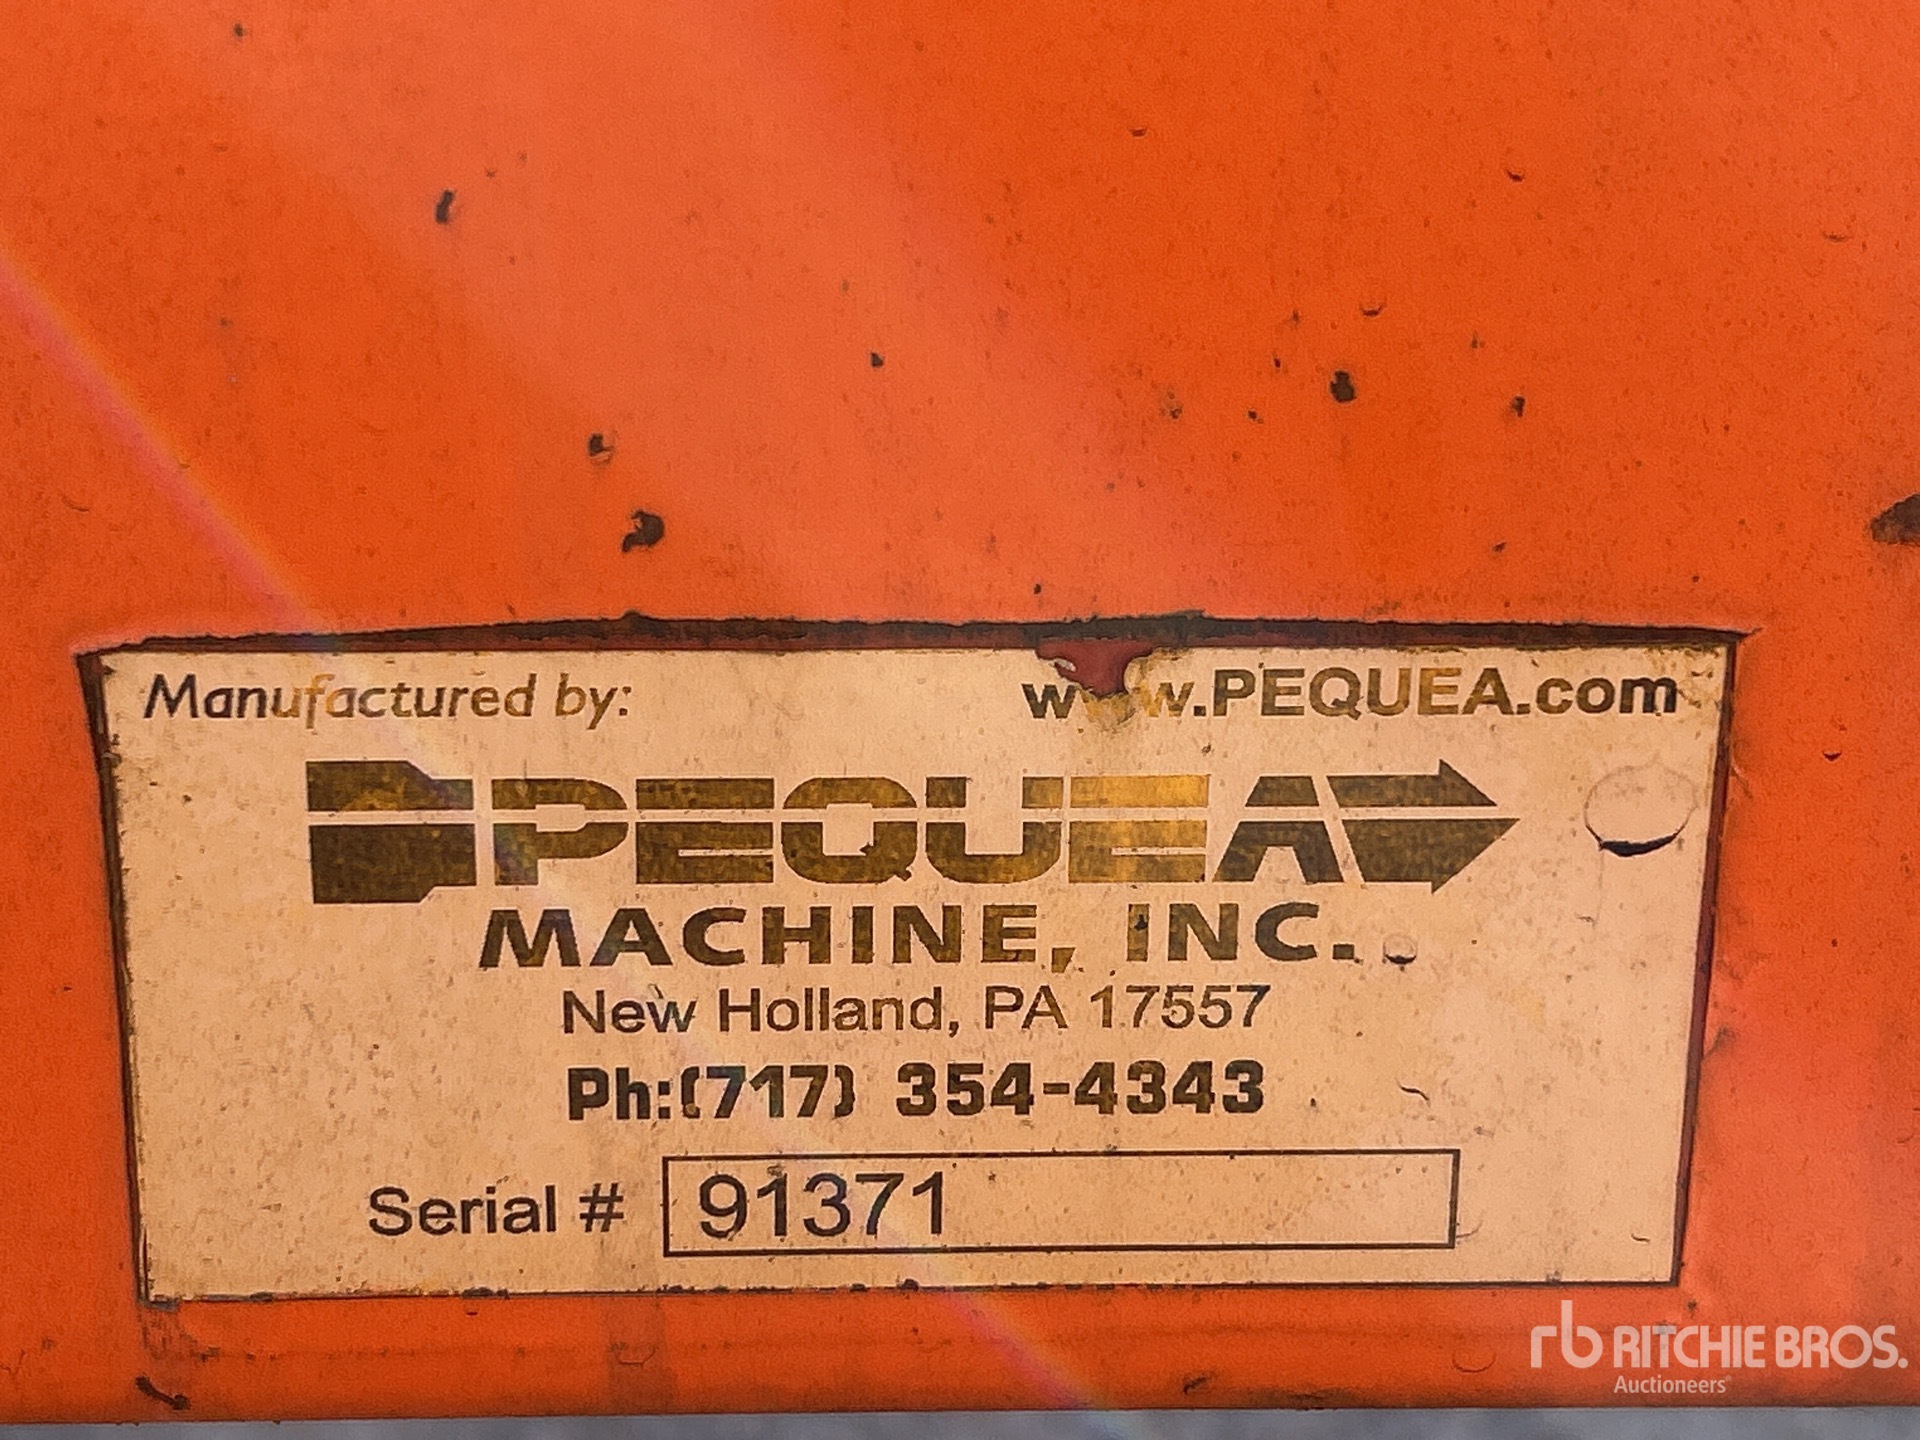 Manufactured by:
www.PEQUEA.com
PEQUEA
MACHINE, INC.
New Holland, PA 17557
Ph:(717) 354-4343
Serial # 91371
rb RITCHIE BROS.
Auctioneers